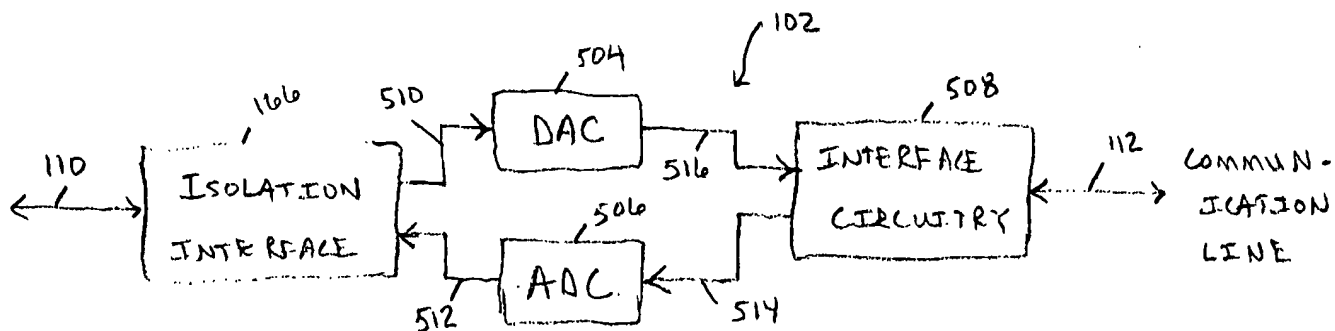 102
504
508
166
510
DAC
110
516
INTERFACE
CIRCUITRY
112
COMMUN-
ICATION
LINE
ISOLATION
INTERFACE
506
ADC
512
514